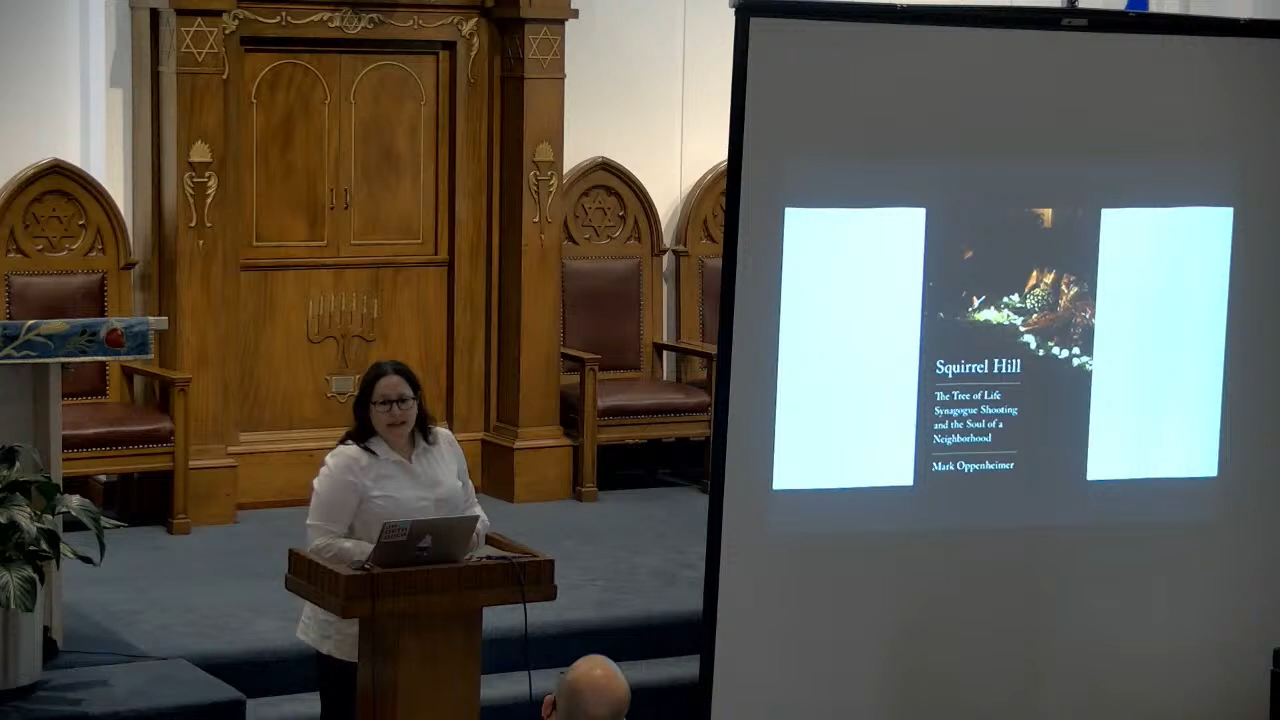 Squirrel Hill
The Tree of Life
Synagogue Shooting
and the Soul of a
Neighborhood
Mark Oppenheimer